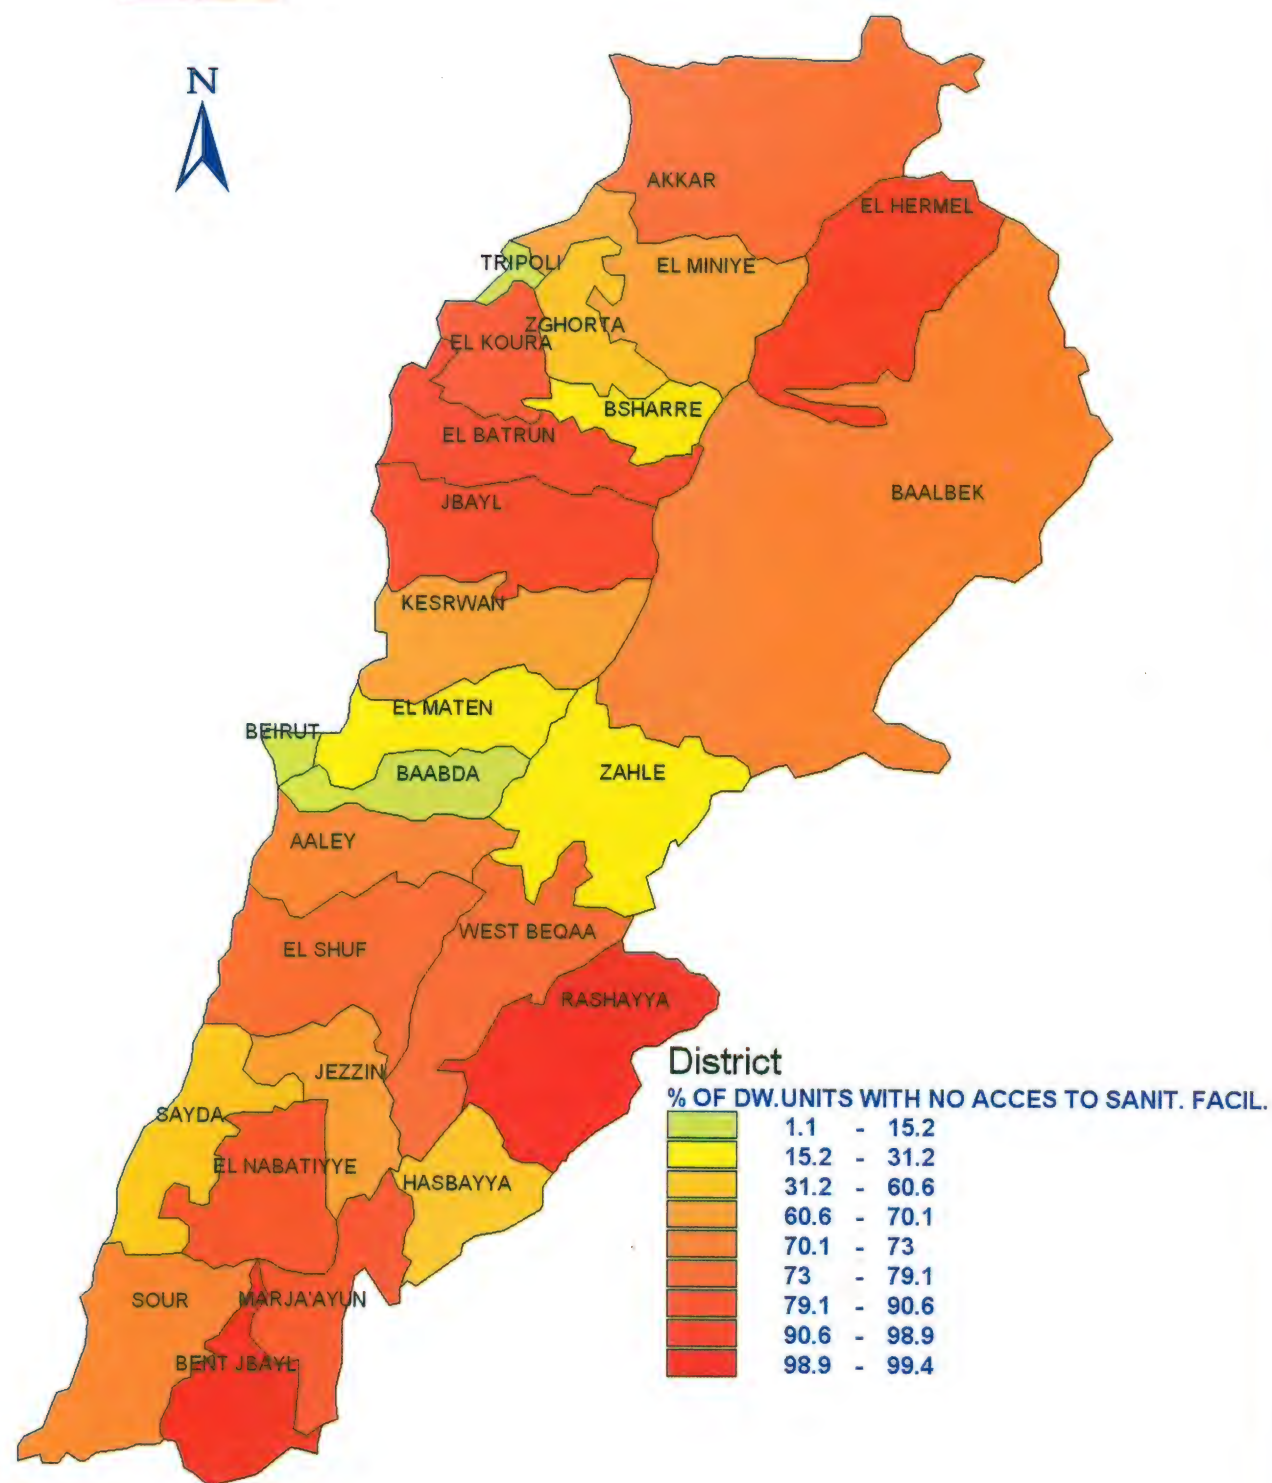 N
AKKAR
EL HERMEL
TRIPOLI
EL MINIYE
ZGHORTA
EL KOURA
BSHARRE
EL BATRUN
BAALBEK
JBAYL
KESRWAN
EL MATEN
BEIRUT
BAABDA
ZAHLE
AALEY
WEST BEQAA
EL SHUF
RASHAYYA
JEZZIN
SAYDA
EL NABATIYYE
HASBAYYA
SOUR
MARJA'AYUN
BENT JBAYL
District
% OF DW.UNITS WITH NO ACCES TO SANIT. FACIL.
1.1 - 15.2
15.2 - 31.2
31.2 - 60.6
60.6 - 70.1
70.1 - 73
73 - 79.1
79.1 - 90.6
90.6 - 98.9
98.9 - 99.4